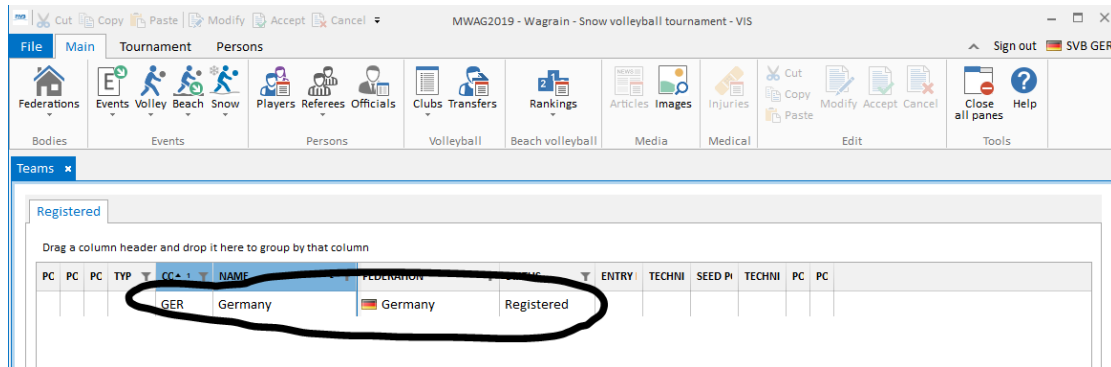 Cut Copy Paste Modify Accept Cancel MWAG2019 - Wagrain - Snow volleyball tournament - VIS
File Main Tournament Persons Sign out SVB GER
Federations Events Volley Beach Snow Players Referees Officials Clubs Transfers Rankings Articles Images Injuries Cut Copy Paste Modify Accept Cancel Close all panes Help
Bodies Events Persons Volleyball Beach volleyball Media Medical Edit Tools
Teams
Registered
Drag a column header and drop it here to group by that column
PC PC PC TYP CC 1 NAME FEDERATION ENTRY TECHNI SEED TECHNI PC PC
GER Germany Germany Registered